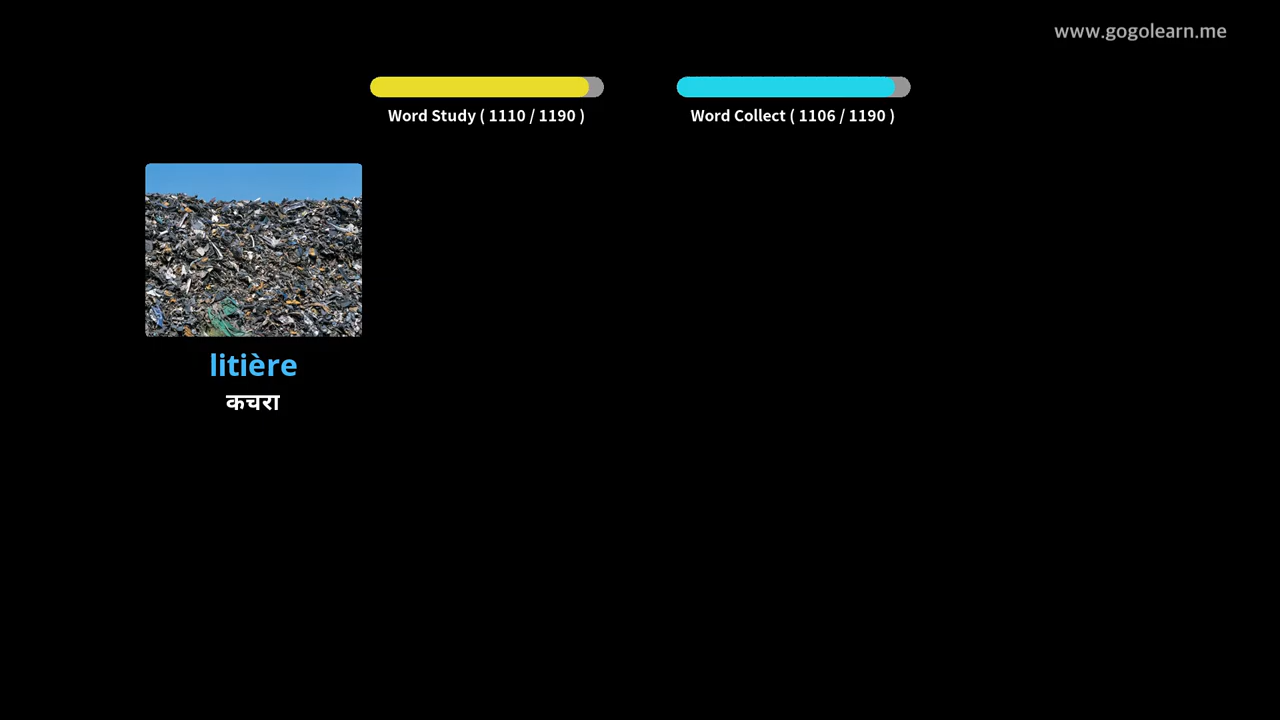 www.gogolearn.me
Word Study ( 1110 / 1190 )
Word Collect ( 1106 / 1190 )
litière
कचरा